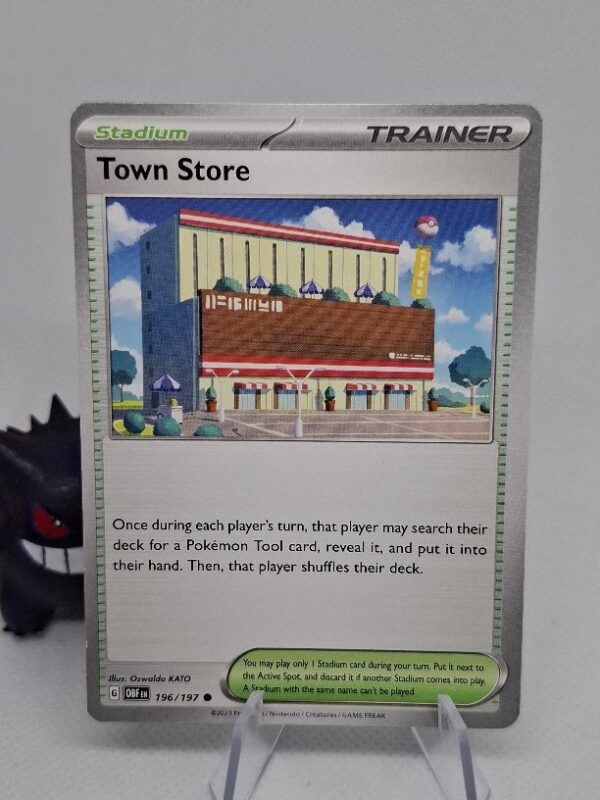 Stadium
TRAINER
Town Store
Once during each player's turn, that player may search their
deck for a Pokémon Tool card, reveal it, and put it into
their hand. Then, that player shuffles their deck.
Illus. Oswaldo KATO
You may play only 1 Stadium card during your turn. Put it next to
the Active Spot, and discard it if another Stadium comes into play.
A Stadium with the same name can't be played.
G OBF EN 196/197
©2023 Pokémon / Nintendo / Creatures / GAME FREAK